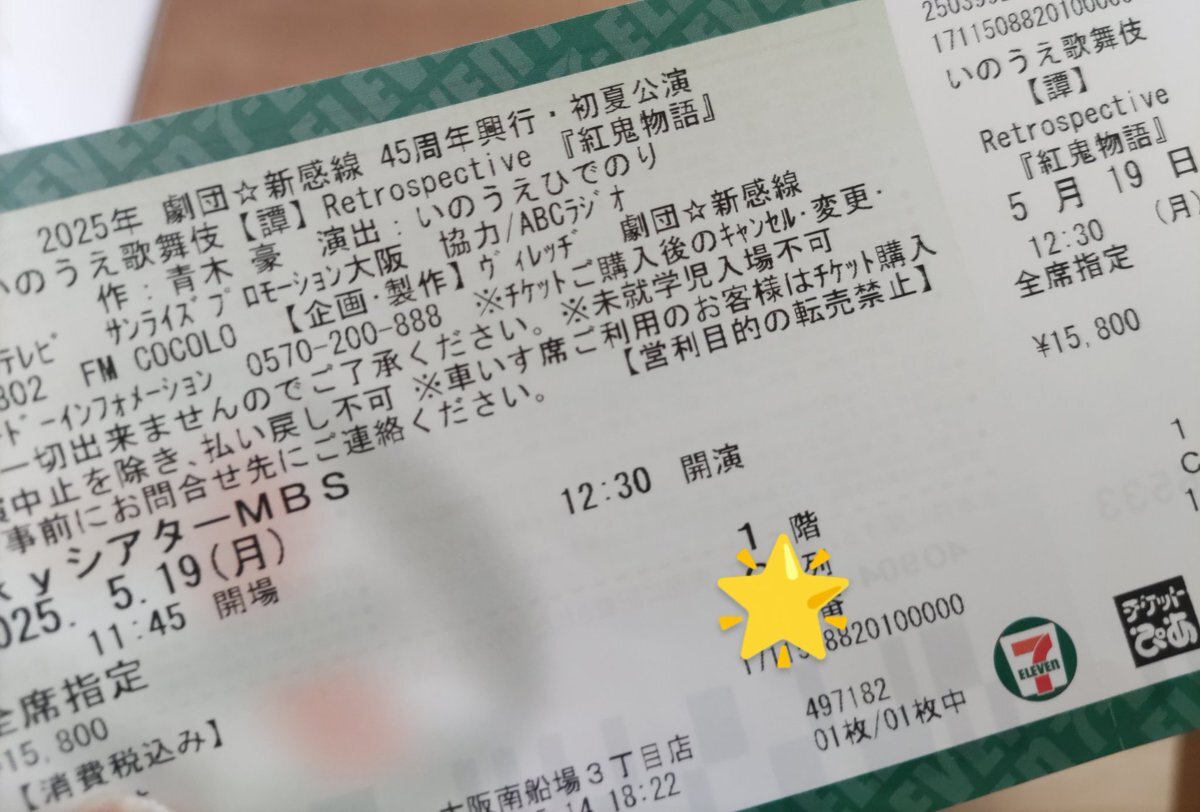 2025年 劇団☆新感線 45周年興行・初夏公演
いのうえ歌舞伎【譚】Retrospective 『紅鬼物語』
作：青木 豪 演出：いのうえひでのり
テレビ サンライズプロモーション大阪 協力/ABCラジオ
802 FM COCOLO 【企画・製作】ヴィレッヂ 劇団☆新感線
インフォメーション 0570-200-888 ※チケットご購入後のキャンセル・変更・
一切出来ませんのでご了承ください。※未就学児入場不可
中止を除き、払い戻し不可 ※車いす席ご利用のお客様はチケット購入
事前にお問合せ先にご連絡ください。 【営利目的の転売禁止】
シアターMBS
025. 5.19(月) 12:30 開演
11:45 開場
全席指定
15,800
【消費税込み】
1 階
列
番
8820100000
497182
01枚/01枚中
大阪南船場3丁目店
18:22
7 ELEVEn
チケットぴあ
1711508820100000
いのうえ歌舞伎
【譚】
Retrospective
『紅鬼物語』
5 月 19 日
12:30 (月)
全席指定
¥15,800
1